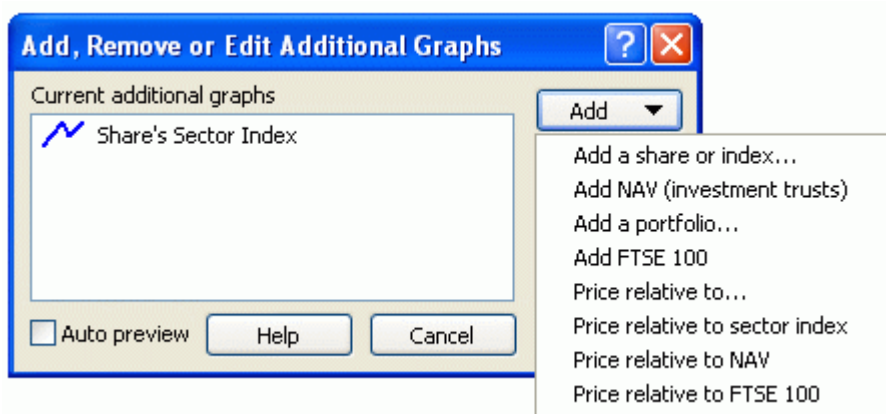 Add, Remove or Edit Additional Graphs
?
Current additional graphs
Share's Sector Index
Add
Add a share or index...
Add NAV (investment trusts)
Add a portfolio...
Add FTSE 100
Price relative to...
Price relative to sector index
Price relative to NAV
Price relative to FTSE 100
Auto preview
Help
Cancel